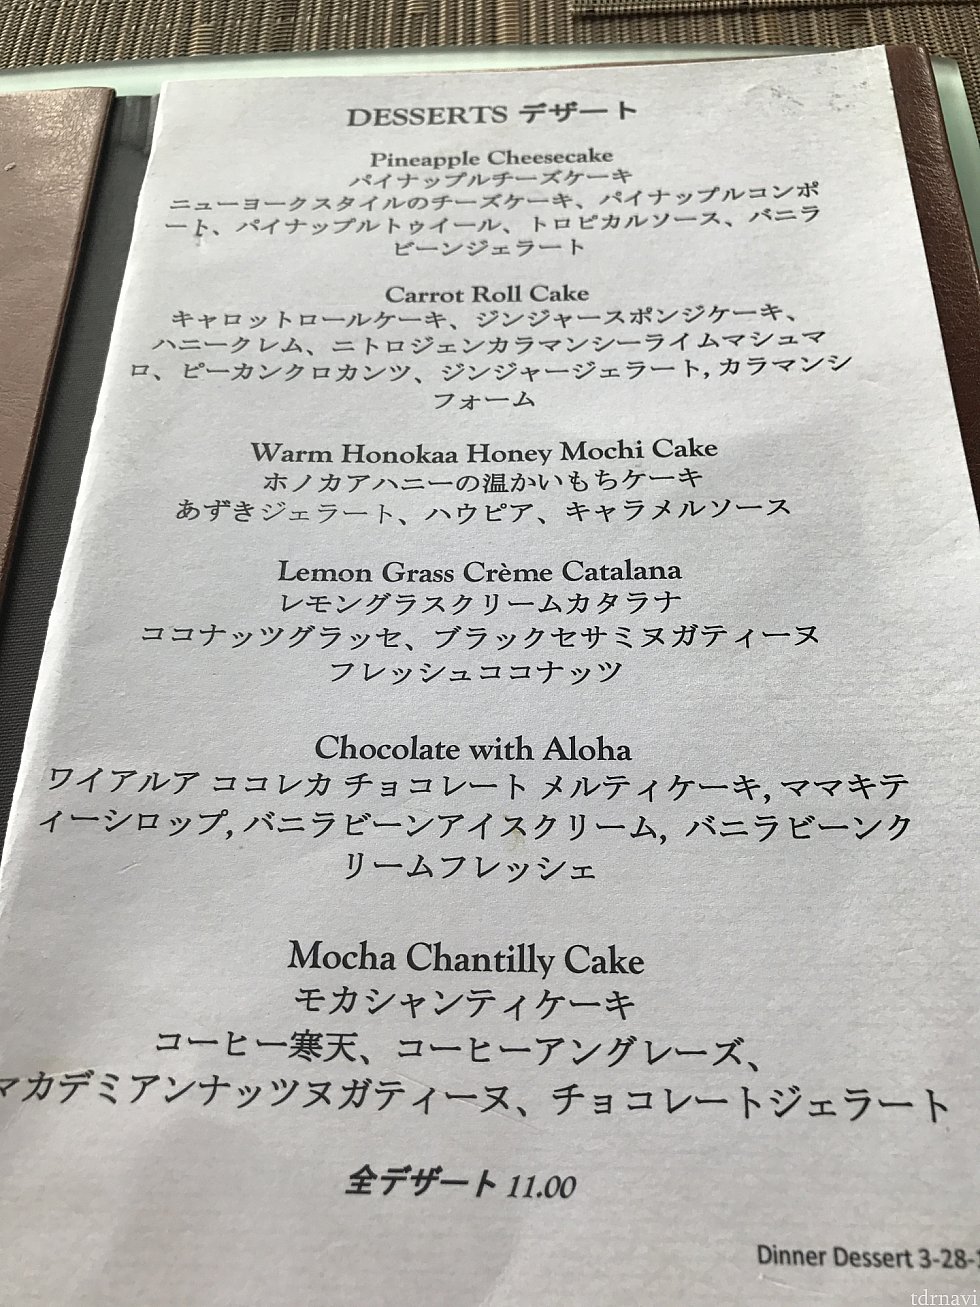 DESSERTS デザート
Pineapple Cheesecake
パイナップルチーズケーキ
ニューヨークスタイルのチーズケーキ、パイナップルコンポ
ート、パイナップルトゥイール、トロピカルソース、バニラ
ビーンジェラート
Carrot Roll Cake
キャロットロールケーキ、ジンジャースポンジケーキ、
ハニークレム、ニトロジェンカラマンシーライムマシュマ
ロ、ピーカンクロカンツ、ジンジャージェラート, カラマンシ
フォーム
Warm Honokaa Honey Mochi Cake
ホノカアハニーの温かいもちケーキ
あずきジェラート、ハウピア、キャラメルソース
Lemon Grass Crème Catalana
レモングラスクリームカタラナ
ココナッツグラッセ、ブラックセサミヌガティーヌ
フレッシュココナッツ
Chocolate with Aloha
ワイアルア ココレカ チョコレート メルティケーキ, ママキテ
ィーシロップ, バニラビーンアイスクリーム, バニラビーンク
リームフレッシェ
Mocha Chantilly Cake
モカシャンティケーキ
コーヒー寒天、コーヒーアングレーズ、
マカデミアンナッツヌガティーヌ、チョコレートジェラート
全デザート 11.00
Dinner Dessert 3-28-
tdrnavi